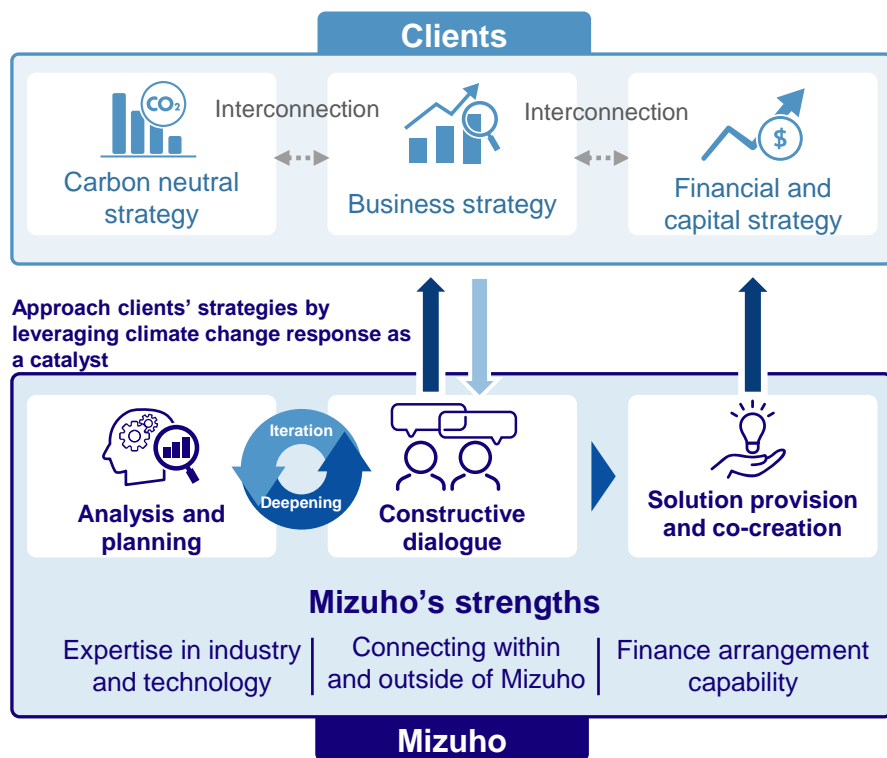 Clients
CO₂
Interconnection
Interconnection
$
Carbon neutral
strategy
Business strategy
Financial and
capital strategy
Approach clients’ strategies by
leveraging climate change response as
a catalyst
Iteration
Deepening
Analysis and
planning
Constructive
dialogue
Solution provision
and co-creation
Mizuho’s strengths
Expertise in industry
and technology
Connecting within
and outside of Mizuho
Finance arrangement
capability
Mizuho